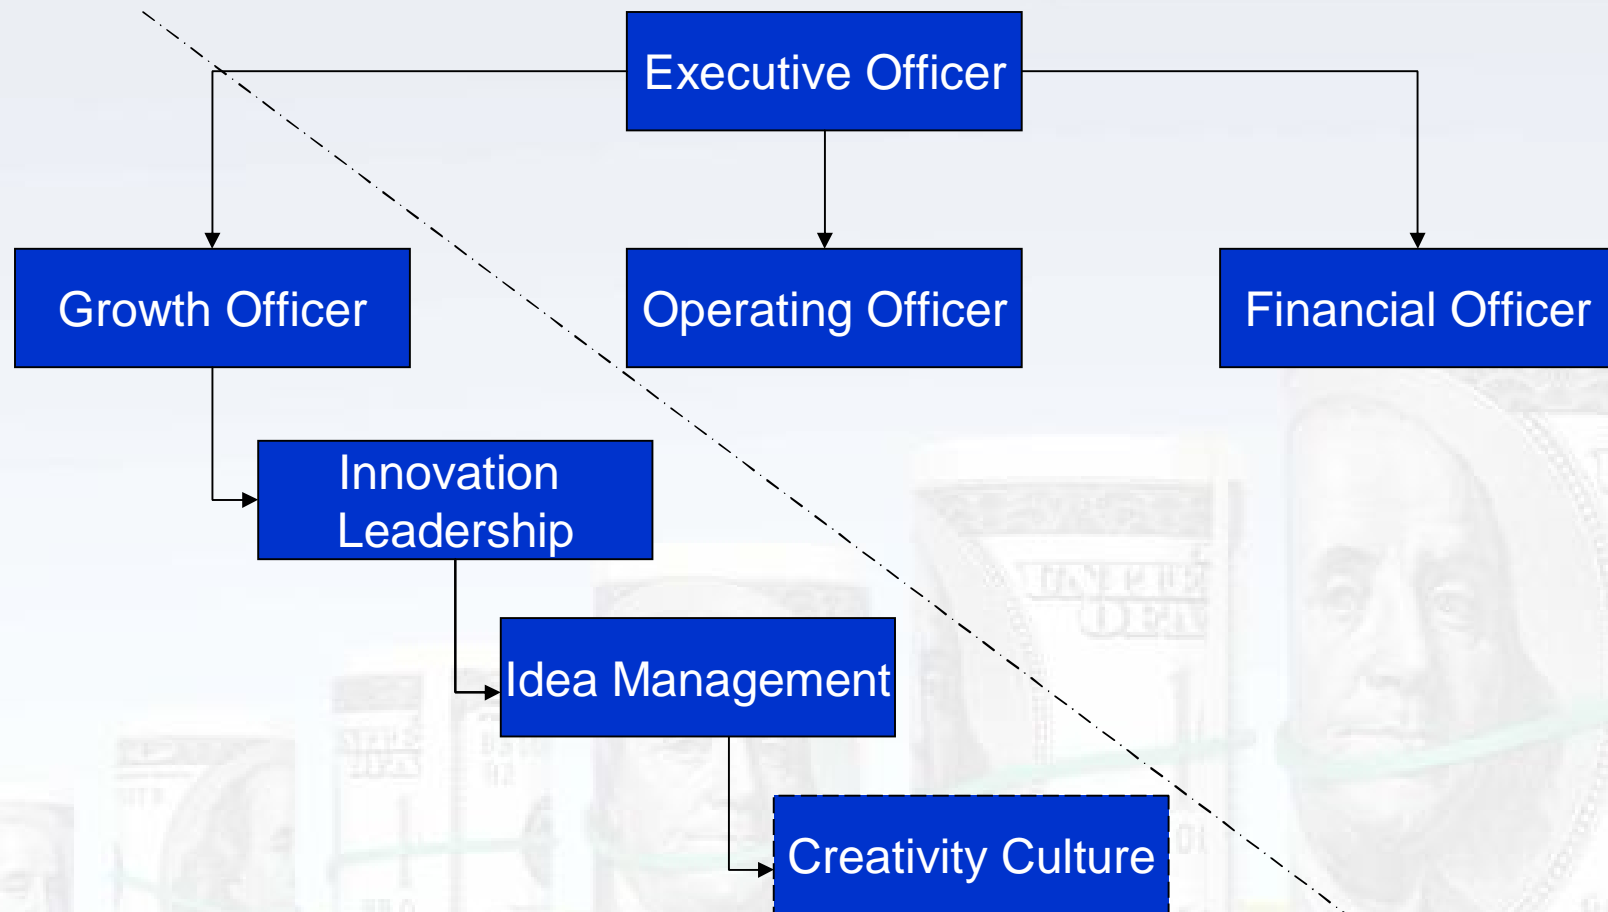 Executive Officer
Growth Officer
Operating Officer
Financial Officer
Innovation
Leadership
Idea Management
Creativity Culture